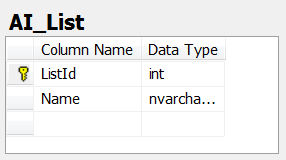 AI_List
Column Name Data Type
ListId int
Name nvarcha...